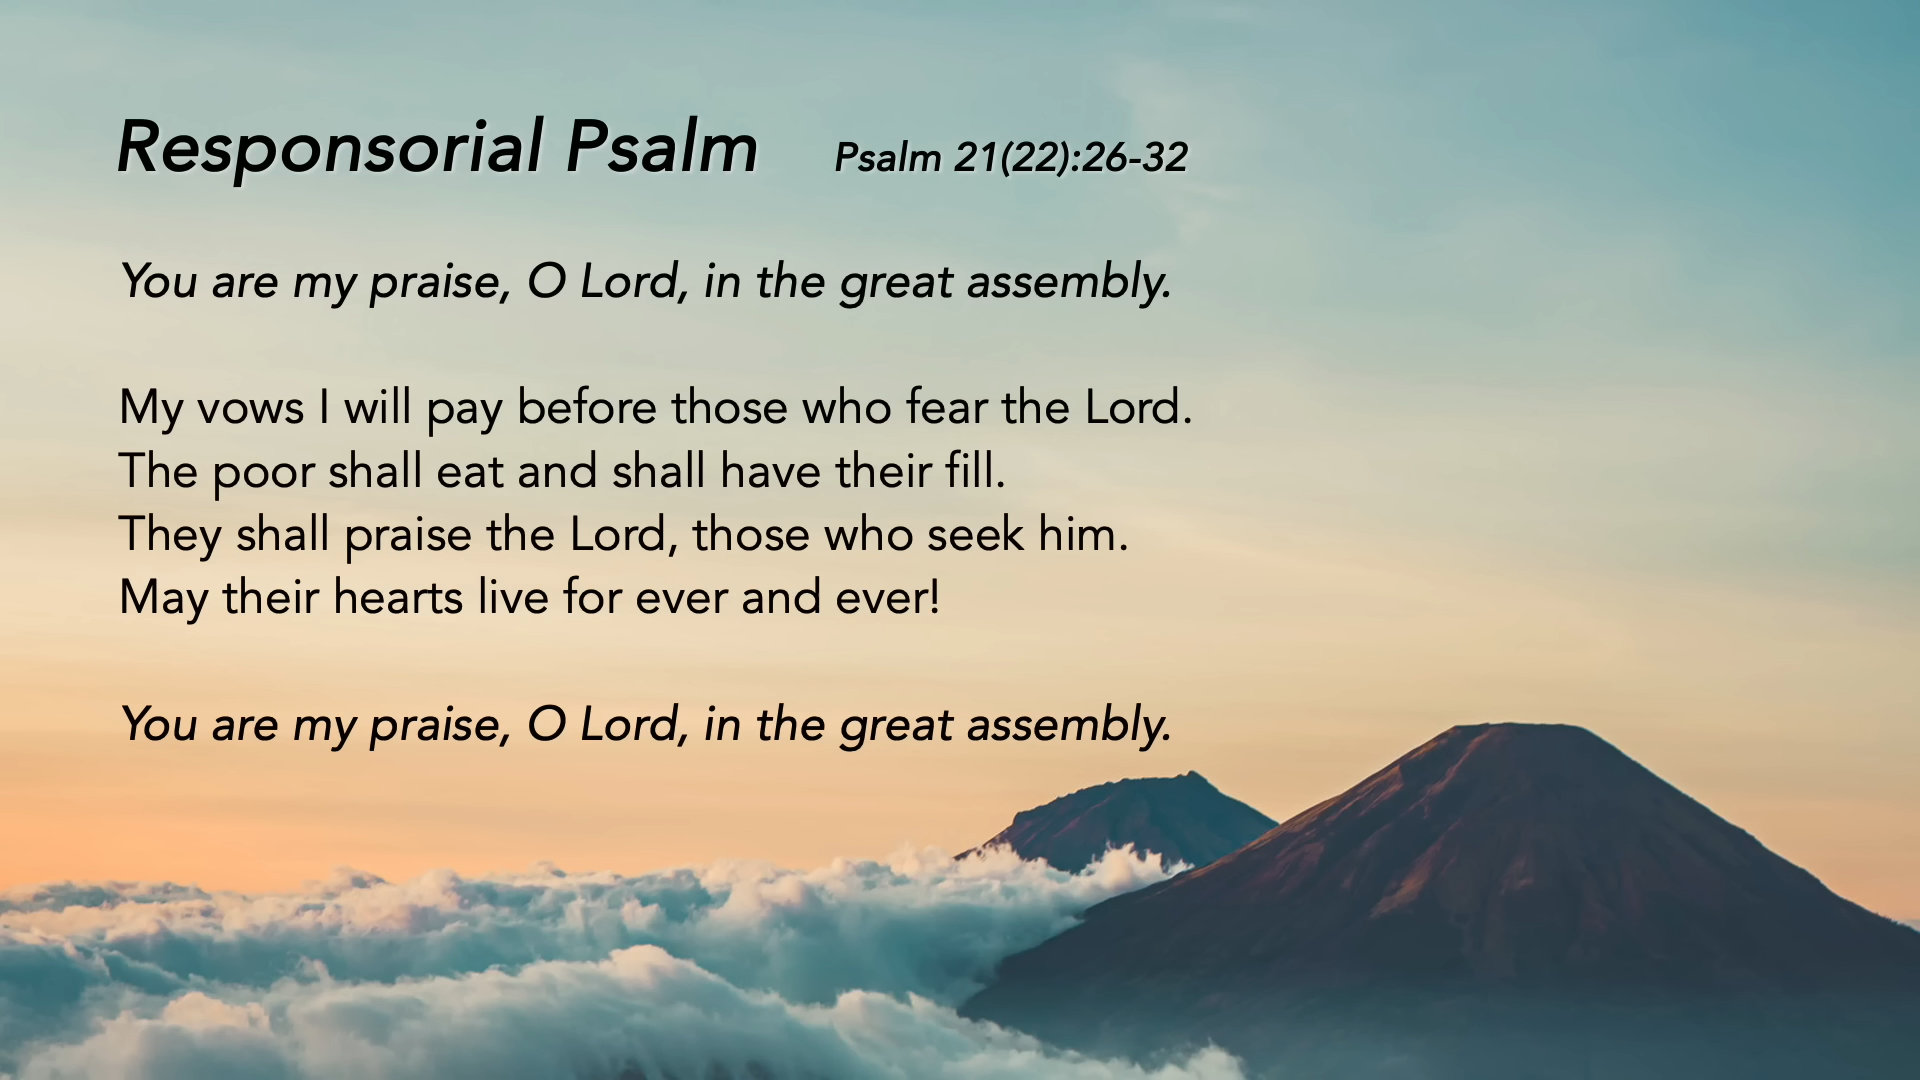 Responsorial Psalm Psalm 21(22):26-32
You are my praise, O Lord, in the great assembly.
My vows I will pay before those who fear the Lord.
The poor shall eat and shall have their fill.
They shall praise the Lord, those who seek him.
May their hearts live for ever and ever!
You are my praise, O Lord, in the great assembly.